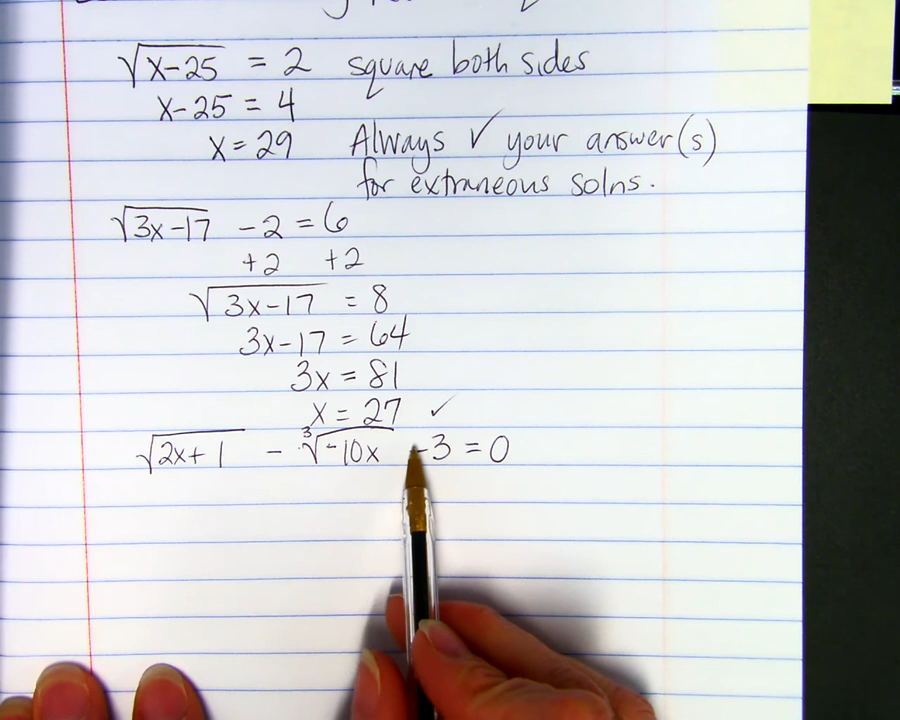 √x-25 = 2 square both sides
x-25 = 4
x = 29 Always ✓ your answer(s)
for extraneous solns.
√3x-17 -2 = 6
+2 +2
√3x-17 = 8
3x-17 = 64
3x = 81
x = 27 ✓
√2x+1 - ∛-10x -3 = 0